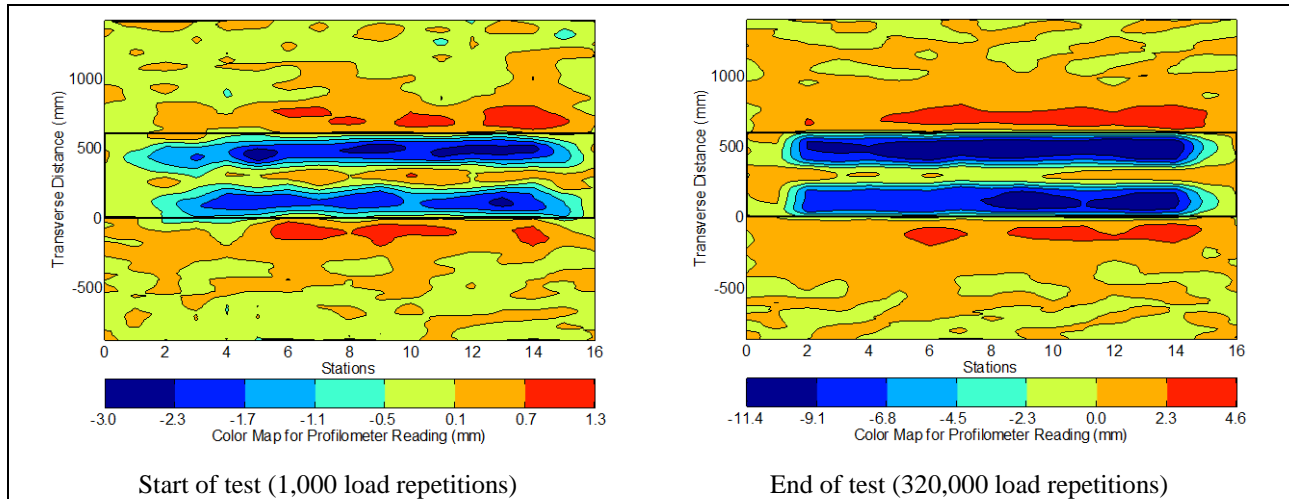 Transverse Distance (mm)
1000
500
0
-500
0 2 4 6 8 10 12 14 16
Stations
-3.0 -2.3 -1.7 -1.1 -0.5 0.1 0.7 1.3
Color Map for Profilometer Reading (mm)
Start of test (1,000 load repetitions)
Transverse Distance (mm)
1000
500
0
-500
0 2 4 6 8 10 12 14 16
Stations
-11.4 -9.1 -6.8 -4.5 -2.3 0.0 2.3 4.6
Color Map for Profilometer Reading (mm)
End of test (320,000 load repetitions)